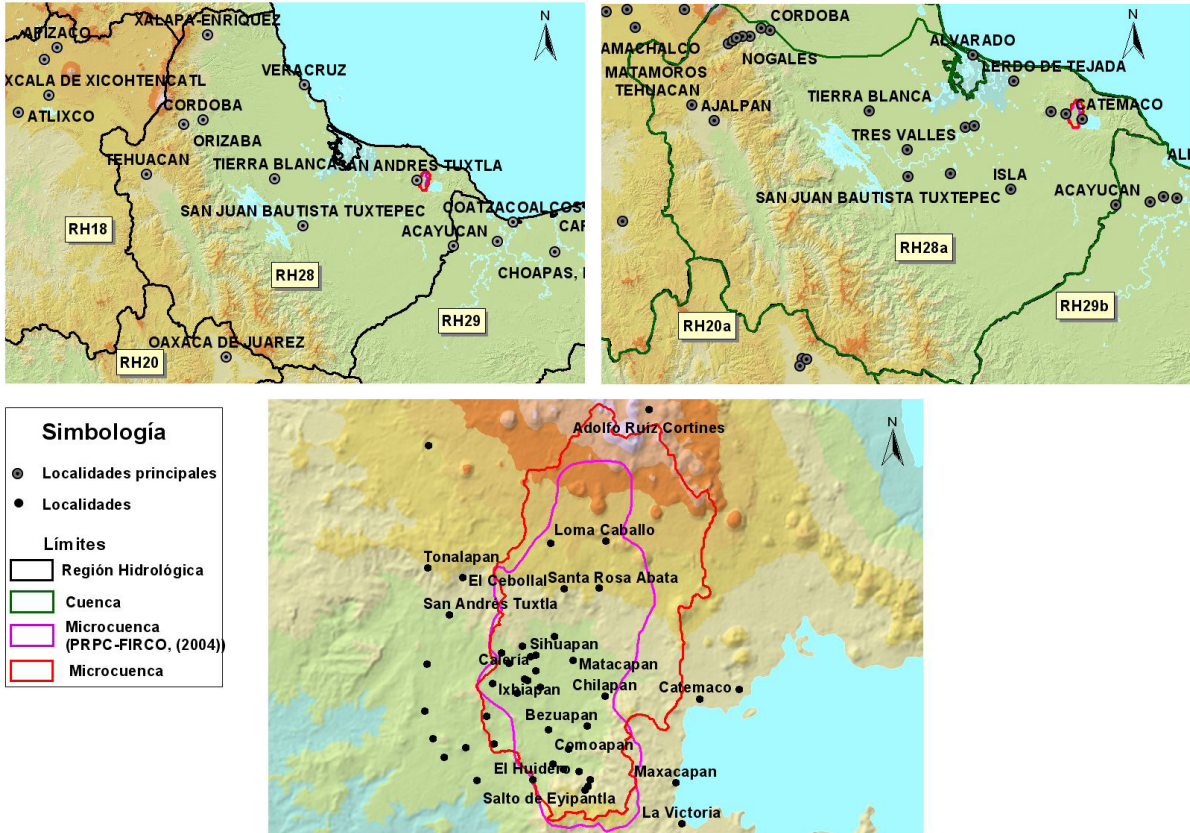 N
XALAPA-ENRIQUEZ
APIZACO
VERACRUZ
XCALA DE XICOHTENCATL
CORDOBA
ATLIXCO
ORIZABA
TEHUACAN
TIERRA BLANCA
SAN ANDRES TUXTLA
SAN JUAN BAUTISTA TUXTEPEC
COATZACOALCOS
ACAYUCAN
CAR
RH18
CHOAPAS,
RH28
RH29
OAXACA DE JUAREZ
RH20
N
CORDOBA
ALVARADO
AMACHALCO
NOGALES
LERDO DE TEJADA
MATAMOROS
TEHUACAN
AJALPAN
TIERRA BLANCA
CATEMACO
TRES VALLES
ISLA
SAN JUAN BAUTISTA TUXTEPEC
ACAYUCAN
RH28a
RH29b
RH20a
Simbología
Localidades principales
Localidades
Límites
Región Hidrológica
Cuenca
Microcuenca
(PRPC-FIRCO, (2004))
Microcuenca
N
Adolfo Ruíz Cortines
Loma Caballo
Tonalapan
El Cebollal
Santa Rosa Abata
San Andres Tuxtla
Sihuapan
Calería
Matacapan
Ixbiapan
Chilapan
Catemaco
Bezuapan
Comoapan
El Huidero
Maxacapan
Salto de Eyipantla
La Victoria